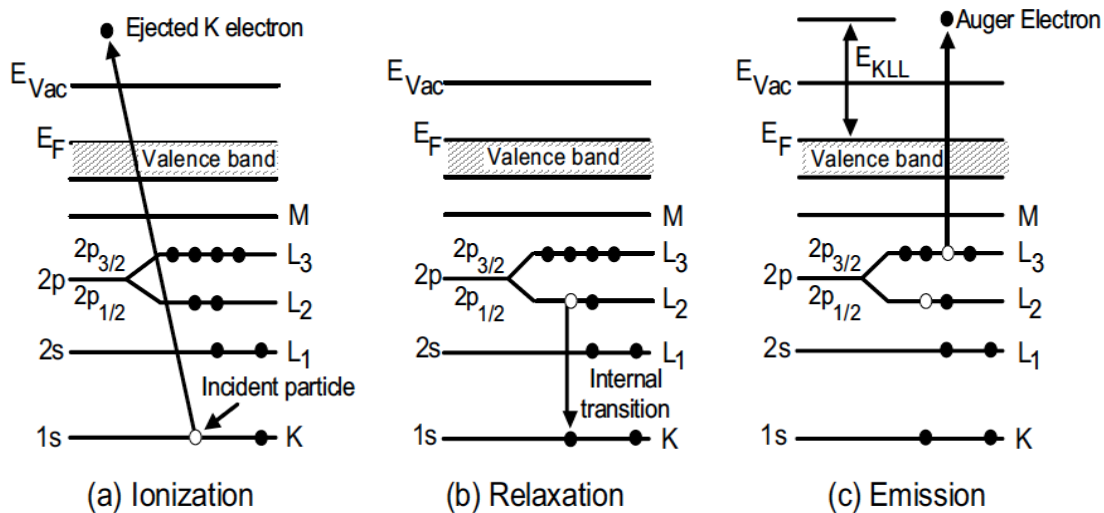 Ejected K electron
E_Vac
E_F
Valence band
M
2p_3/2
L_3
2p
2p_1/2
L_2
2s
L_1
Incident particle
1s
K
(a) Ionization
E_Vac
E_F
Valence band
M
2p_3/2
L_3
2p
2p_1/2
L_2
2s
L_1
Internal
transition
1s
K
(b) Relaxation
Auger Electron
E_KLL
E_Vac
E_F
Valence band
M
2p_3/2
L_3
2p
2p_1/2
L_2
2s
L_1
1s
K
(c) Emission